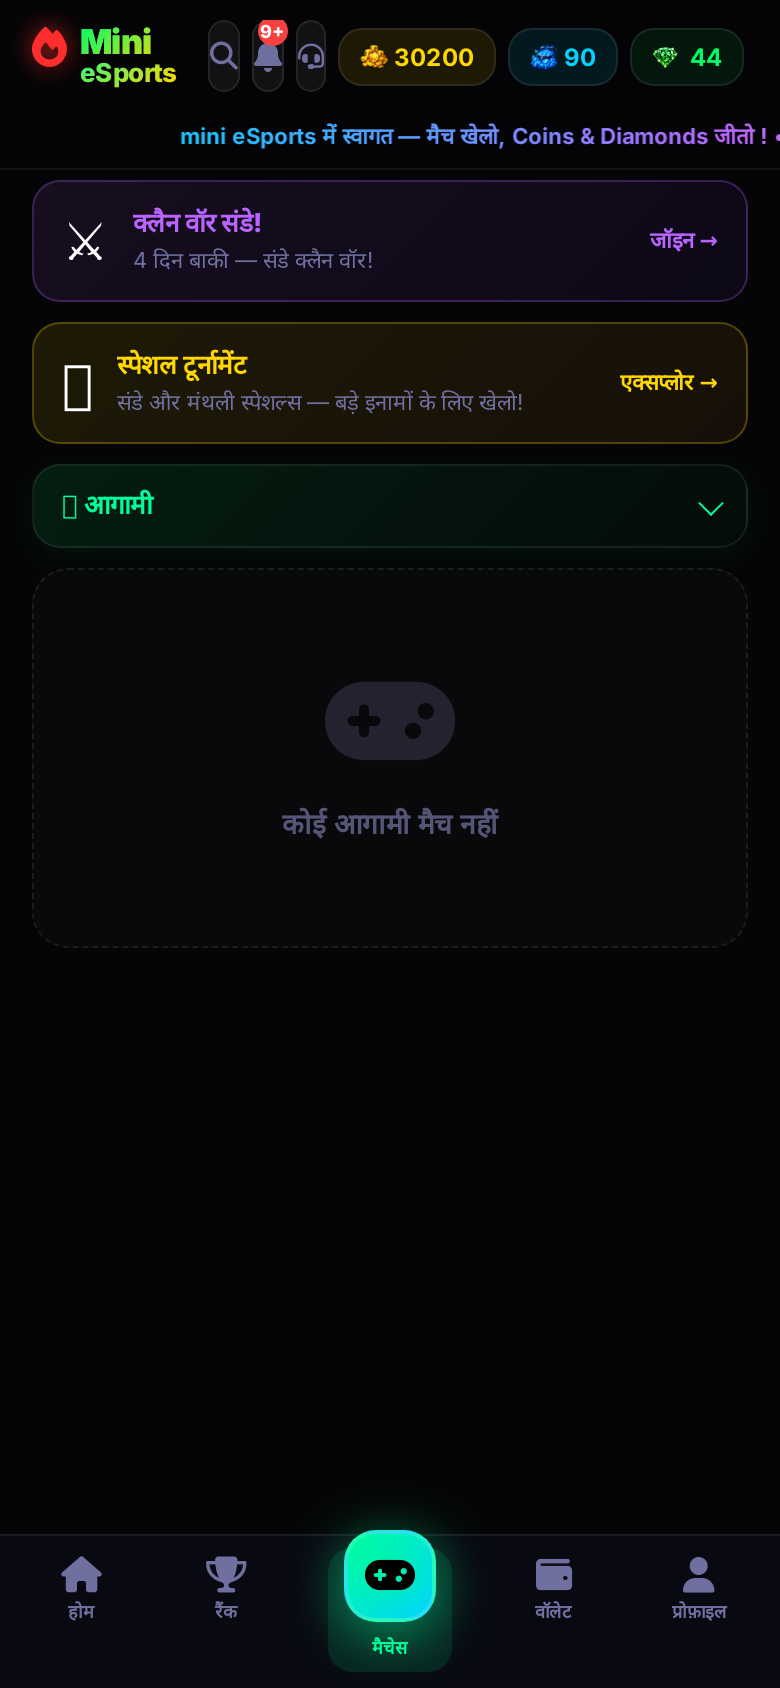 Mini
eSports
9+
30200
90
44
mini eSports में स्वागत — मैच खेलो, Coins & Diamonds जीतो !
क्लैन वॉर संडे!
4 दिन बाकी — संडे क्लैन वॉर!
जॉइन →
स्पेशल टूर्नामेंट
संडे और मंथली स्पेशल्स — बड़े इनामों के लिए खेलो!
एक्सप्लोर →
आगामी
कोई आगामी मैच नहीं
होम
रैंक
मैचेस
वॉलेट
प्रोफ़ाइल